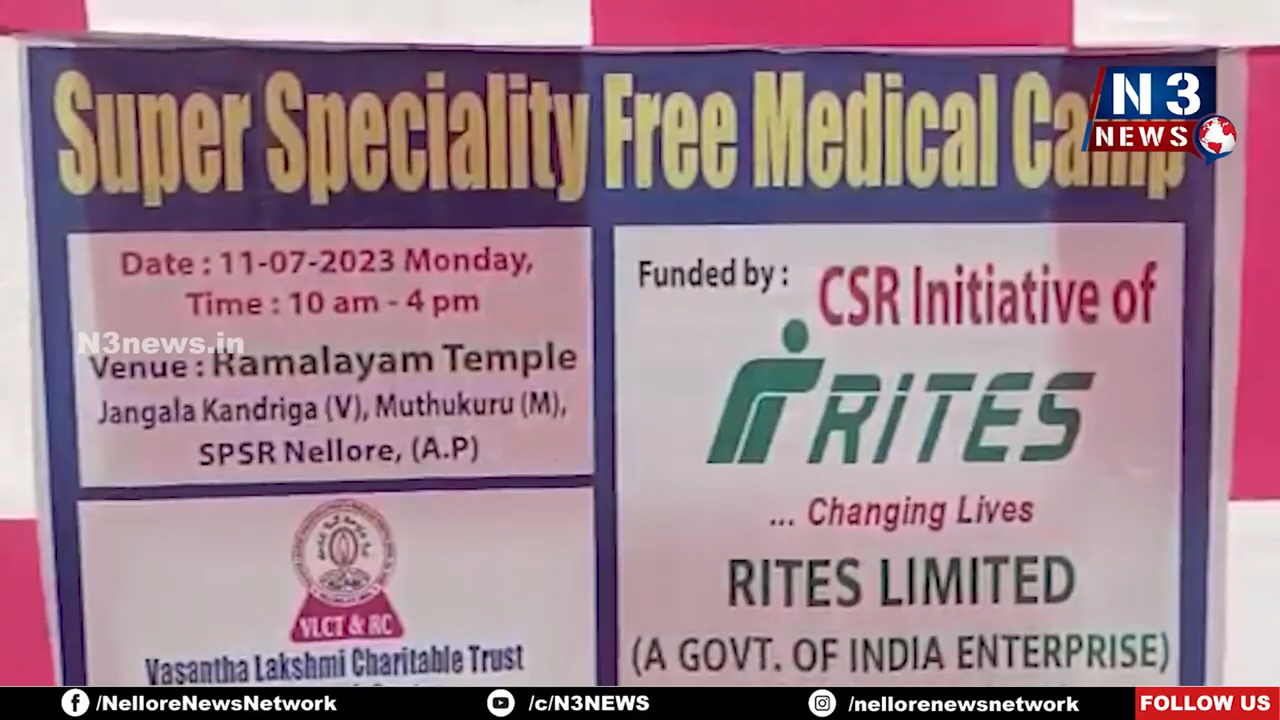 Super Speciality Free Medical Camp
N3
NEWS
Date : 11-07-2023 Monday,
Time : 10 am - 4 pm
N3news.in
Venue : Ramalayam Temple
Jangala Kandriga (V), Muthukuru (M),
SPSR Nellore, (A.P)
VLCT & RC
Vasantha Lakshmi Charitable Trust
Funded by :
CSR Initiative of
RITES
... Changing Lives
RITES LIMITED
(A GOVT. OF INDIA ENTERPRISE)
/NelloreNewsNetwork
/c/N3NEWS
/nellorenewsnetwork
FOLLOW US